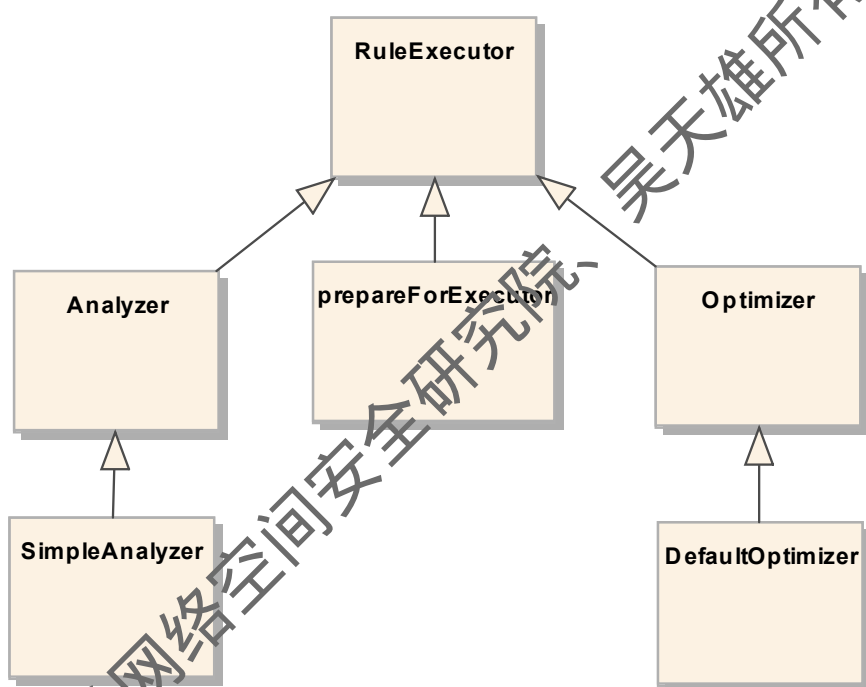 RuleExecutor
Analyzer
prepareForExecutor
Optimizer
SimpleAnalyzer
DefaultOptimizer
网络空间安全研究院、吴天雄所有